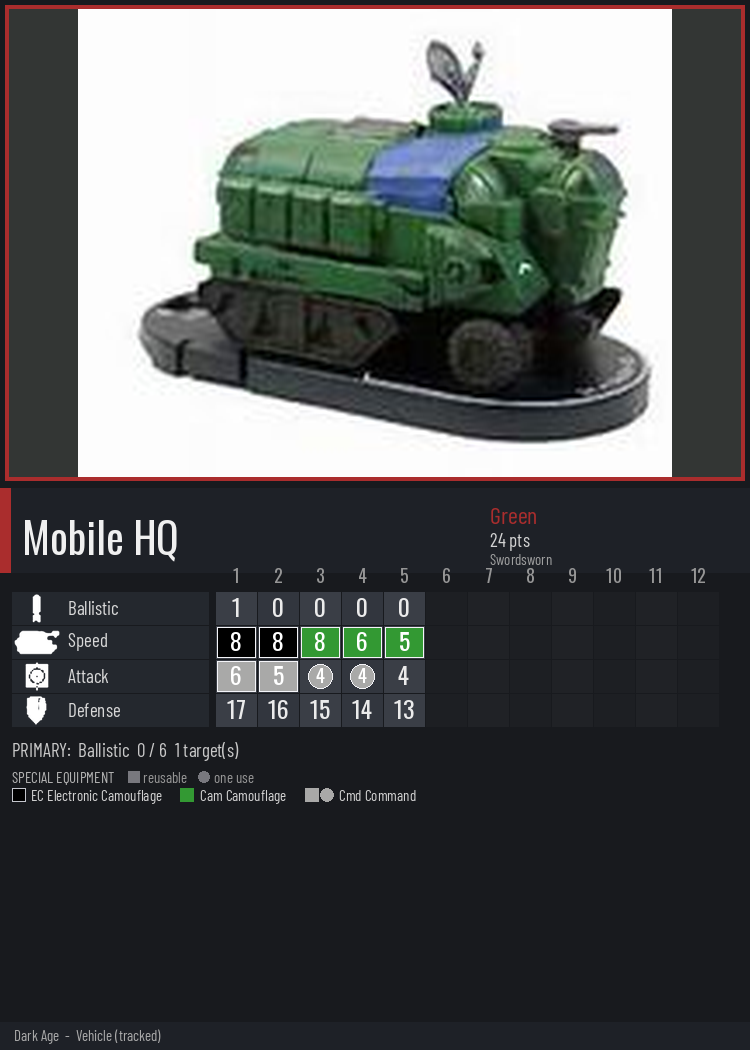 Mobile HQ
Green
24 pts
Swordsworn
1 2 3 4 5 6 7 8 9 10 11 12
Ballistic 1 0 0 0 0
Speed 8 8 8 6 5
Attack 6 5 4 4 4
Defense 17 16 15 14 13
PRIMARY: Ballistic 0 / 6 1 target(s)
SPECIAL EQUIPMENT reusable one use
EC Electronic Camouflage Cam Camouflage Cmd Command
Dark Age - Vehicle (tracked)